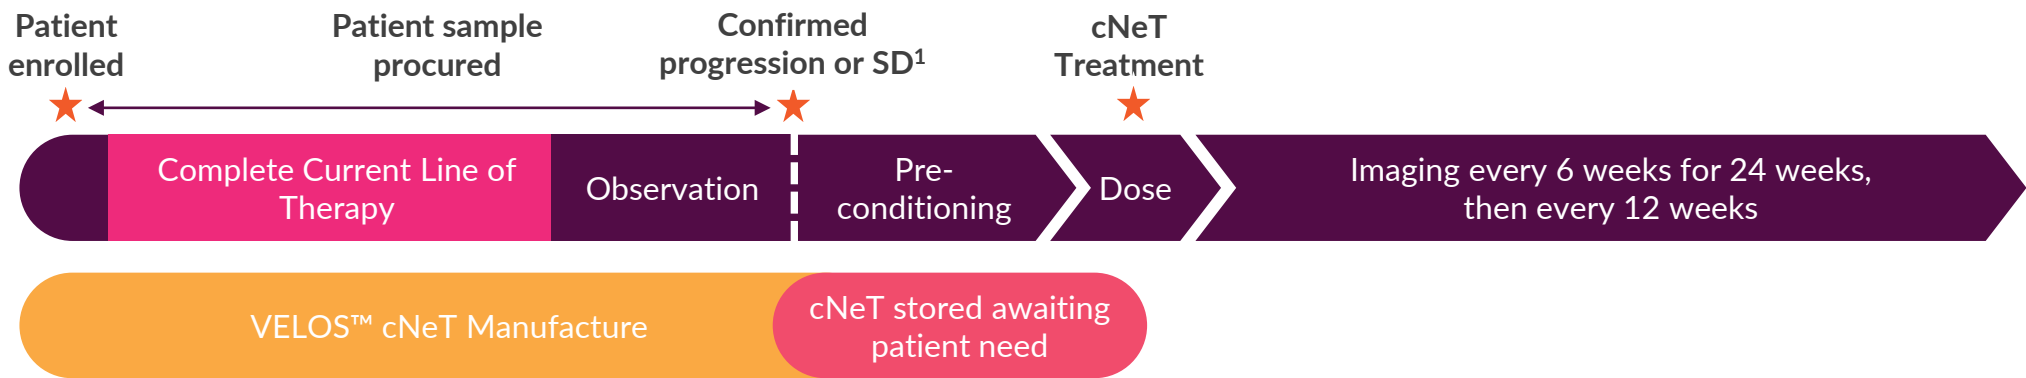 Patient
enrolled
Patient sample
procured
Confirmed
progression or SD¹
cNeT
Treatment
Complete Current Line of
Therapy
Observation
Pre-
conditioning
Dose
Imaging every 6 weeks for 24 weeks,
then every 12 weeks
VELOS™ cNeT Manufacture
cNeT stored awaiting
patient need